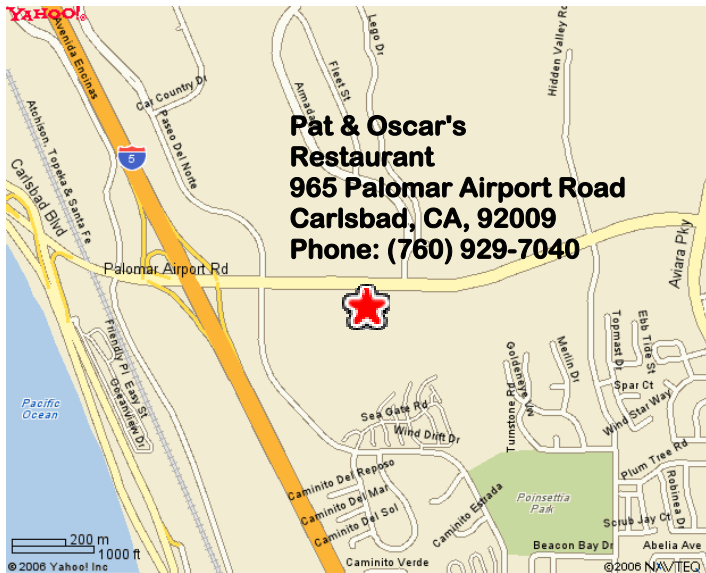 YAHOO!
Avenida Encinas
Lego Dr
Hidden Valley Rd
Car Country Dr
Fleet St
Armada
Atchison, Topeka & Santa Fe
Paseo Del Norte
5
Pat & Oscar's
Restaurant
965 Palomar Airport Road
Carlsbad, CA, 92009
Phone: (760) 929-7040
Carlsbad Blvd
Palomar Airport Rd
Aviara Pky
Friendly Pl
Easy St
Oceanview Dr
Pacific
Ocean
Goldeneye Vw
Merlin Dr
Topmast Dr
Ebb Tide St
Turnstone Rd
Spar Ct
Sea Gate Rd
Wind Star Way
Wind Drift Dr
Plum Tree Rd
Caminito Del Reposo
Caminito Del Mar
Caminito Del Sol
Caminito Estrada
Poinsettia
Park
Robinea Dr
Scrub Jay Ct
200 m
1000 ft
Beacon Bay Dr
Abelia Ave
Caminito Verde
© 2006 Yahoo! Inc
©2006 NAVTEQ